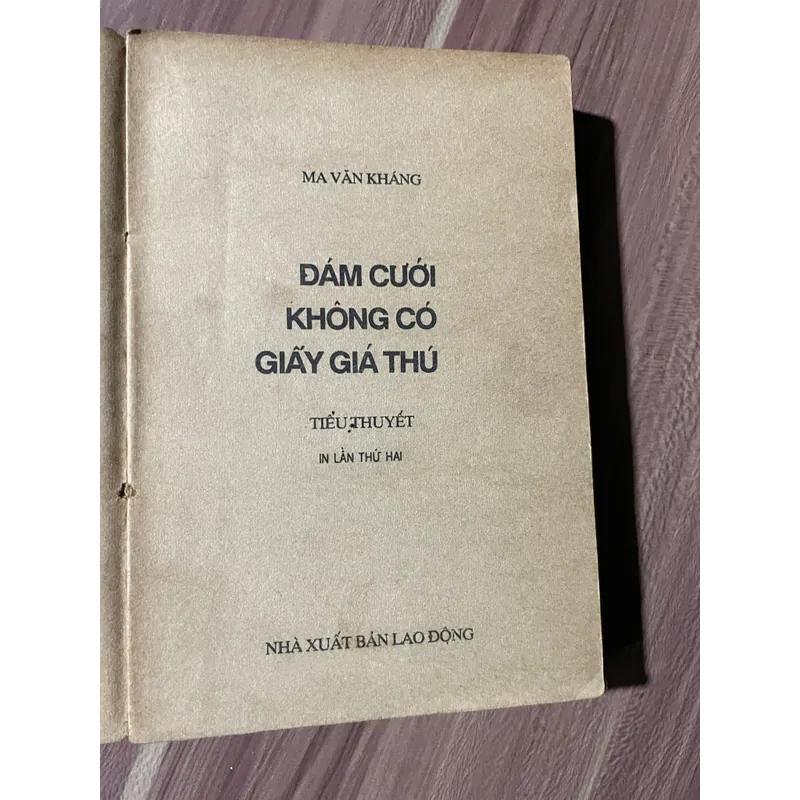 MA VĂN KHÁNG
ĐÁM CƯỚI
KHÔNG CÓ
GIẤY GIÁ THÚ
TIỂU THUYẾT
IN LẦN THỨ HAI
NHÀ XUẤT BẢN LAO ĐỘNG